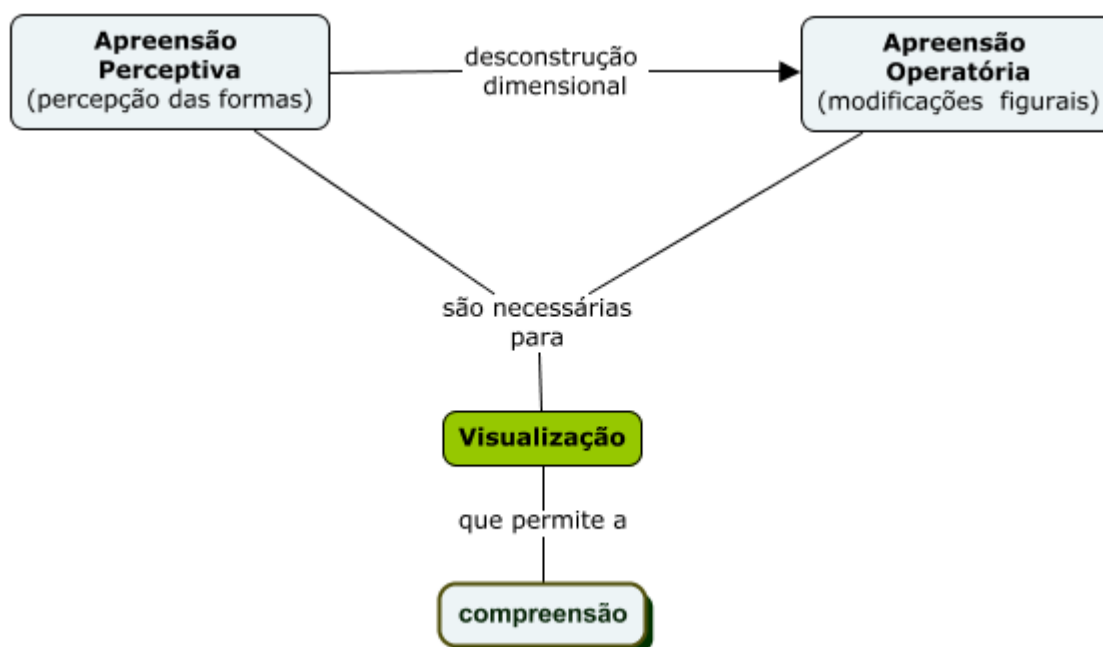 Apreensão
Perceptiva
(percepção das formas)
desconstrução
dimensional
Apreensão
Operatória
(modificações figurais)
são necessárias
para
Visualização
que permite a
compreensão